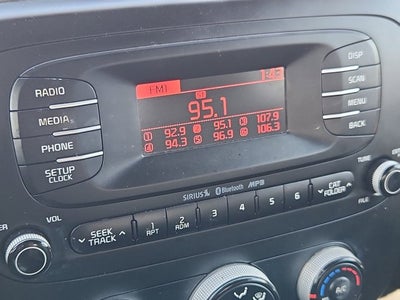 FM1
95.1
1 92.9 2 95.1 3 107.9
4 94.3 5 96.9 6 106.3
RADIO
MEDIA
PHONE
SETUP
CLOCK
DISP
SCAN
MENU
BACK
SIRIUS Bluetooth MP3
VOL
TUNE
FILE
SEEK
TRACK
1 RPT
2 RDM
3
4
5
6
CAT
FOLDER
A/C